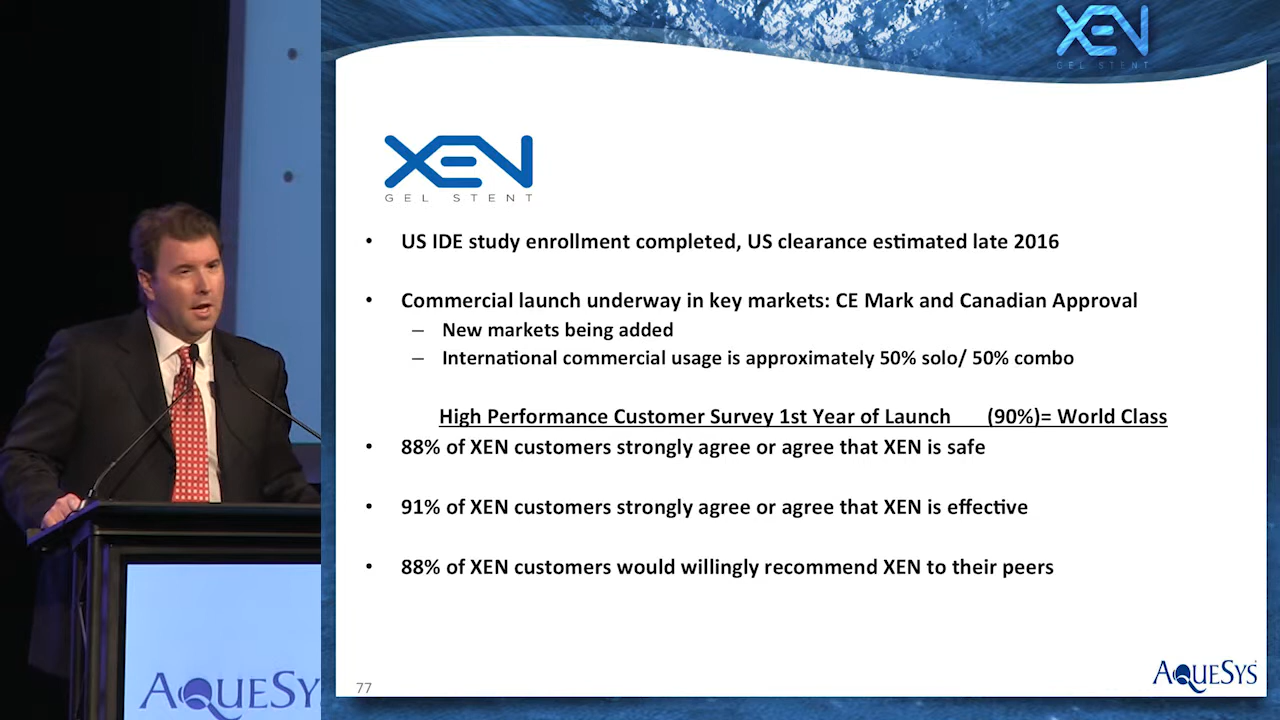 XEN
GEL STENT
XEN
GEL STENT
• US IDE study enrollment completed, US clearance estimated late 2016
• Commercial launch underway in key markets: CE Mark and Canadian Approval
– New markets being added
– International commercial usage is approximately 50% solo/ 50% combo
High Performance Customer Survey 1st Year of Launch (90%)= World Class
• 88% of XEN customers strongly agree or agree that XEN is safe
• 91% of XEN customers strongly agree or agree that XEN is effective
• 88% of XEN customers would willingly recommend XEN to their peers
AQUESYS
77
AQUESY